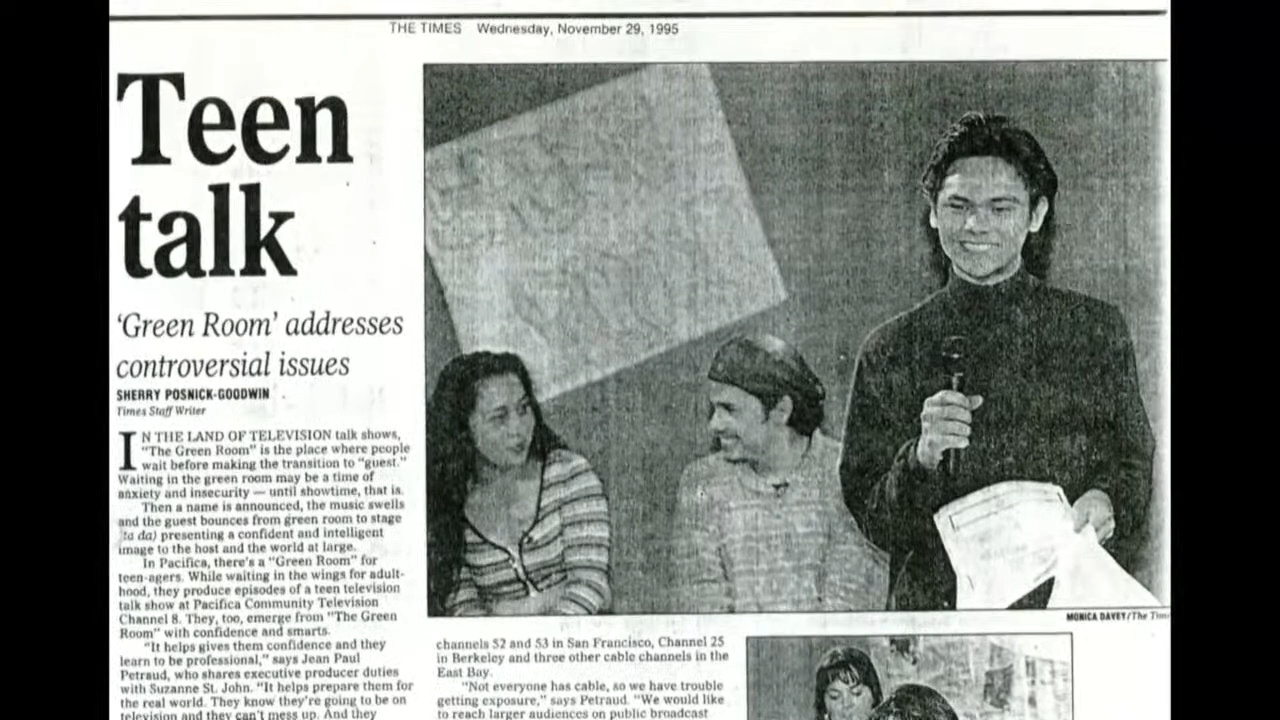 THE TIMES Wednesday, November 29, 1995
Teen
talk
'Green Room' addresses
controversial issues
SHERRY POSNICK-GOODWIN
Times Staff Writer
IN THE LAND OF TELEVISION talk shows,
"The Green Room" is the place where people
wait before making the transition to "guest."
Waiting in the green room may be a time of
anxiety and insecurity — until showtime, that is.
Then a name is announced, the music swells
and the guest bounces from green room to stage
ta da) presenting a confident and intelligent
image to the host and the world at large.
In Pacifica, there's a "Green Room" for
teen-agers. While waiting in the wings for adult-
hood, they produce episodes of a teen television
talk show at Pacifica Community Television
Channel 8. They, too, emerge from "The Green
Room" with confidence and smarts.
"It helps gives them confidence and they
learn to be professional," says Jean Paul
Petraud, who shares executive producer duties
with Suzanne St. John. "It helps prepare them for
the real world. They know they're going to be on
television and they can't mess up. And they
MONICA DAVEY/The Time
channels 52 and 53 in San Francisco, Channel 25
in Berkeley and three other cable channels in the
East Bay.
"Not everyone has cable, so we have trouble
getting exposure," says Petraud. "We would like
to reach larger audiences on public broadcast